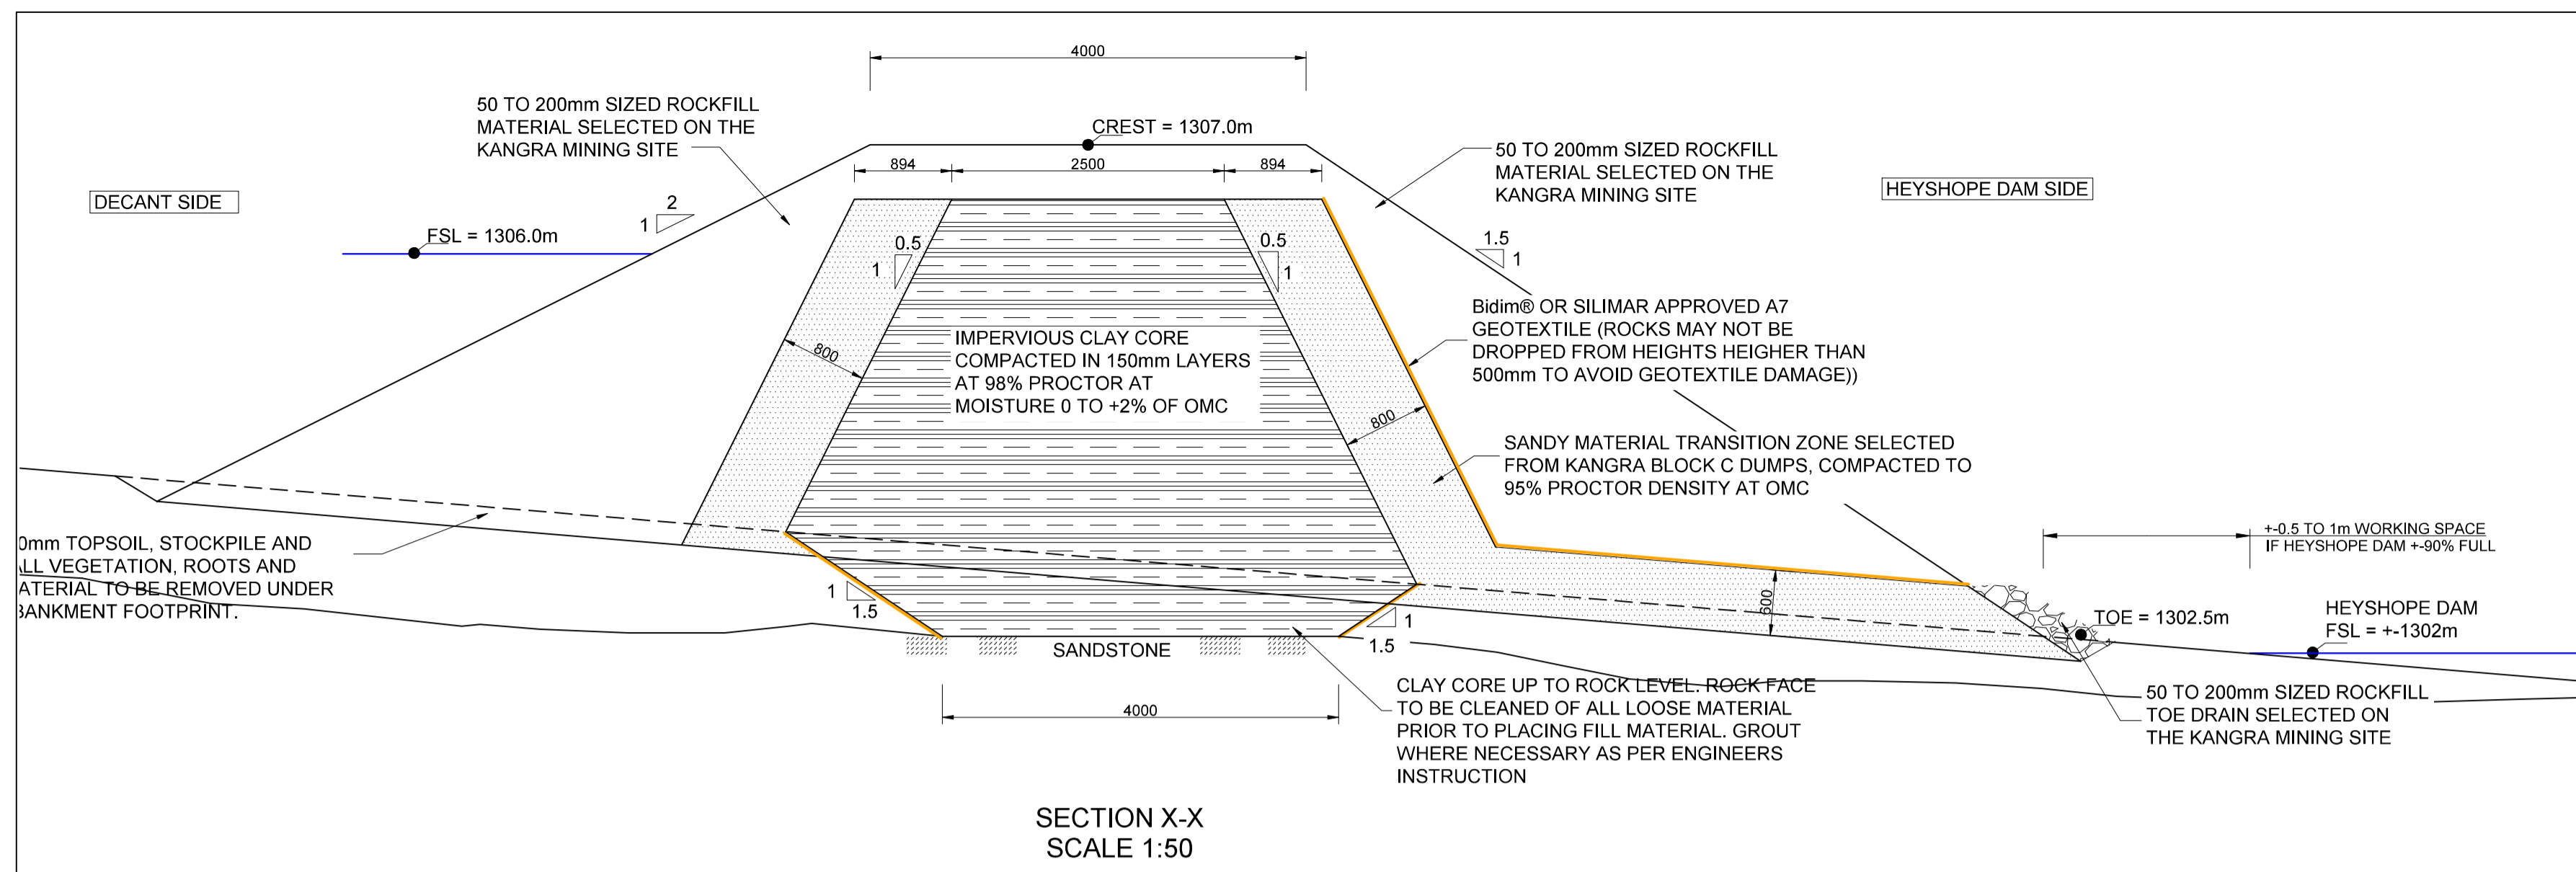 4000
50 TO 200mm SIZED ROCKFILL
MATERIAL SELECTED ON THE
KANGRA MINING SITE
CREST = 1307.0m
894
2500
894
50 TO 200mm SIZED ROCKFILL
MATERIAL SELECTED ON THE
KANGRA MINING SITE
DECANT SIDE
HEYSHOPE DAM SIDE
2
1
FSL = 1306.0m
0.5
1
0.5
1
1.5
1
Bidim® OR SILIMAR APPROVED A7
GEOTEXTILE (ROCKS MAY NOT BE
DROPPED FROM HEIGHTS HEIGHER THAN
500mm TO AVOID GEOTEXTILE DAMAGE))
800
IMPERVIOUS CLAY CORE
COMPACTED IN 150mm LAYERS
AT 98% PROCTOR AT
MOISTURE 0 TO +2% OF OMC
800
SANDY MATERIAL TRANSITION ZONE SELECTED
FROM KANGRA BLOCK C DUMPS, COMPACTED TO
95% PROCTOR DENSITY AT OMC
+-0.5 TO 1m WORKING SPACE
IF HEYSHOPE DAM +-90% FULL
0mm TOPSOIL, STOCKPILE AND
ALL VEGETATION, ROOTS AND
ATERIAL TO BE REMOVED UNDER
BANKMENT FOOTPRINT.
1
1.5
600
1
1.5
TOE = 1302.5m
HEYSHOPE DAM
FSL = +-1302m
SANDSTONE
4000
CLAY CORE UP TO ROCK LEVEL. ROCK FACE
TO BE CLEANED OF ALL LOOSE MATERIAL
PRIOR TO PLACING FILL MATERIAL. GROUT
WHERE NECESSARY AS PER ENGINEERS
INSTRUCTION
50 TO 200mm SIZED ROCKFILL
TOE DRAIN SELECTED ON
THE KANGRA MINING SITE
SECTION X-X
SCALE 1:50